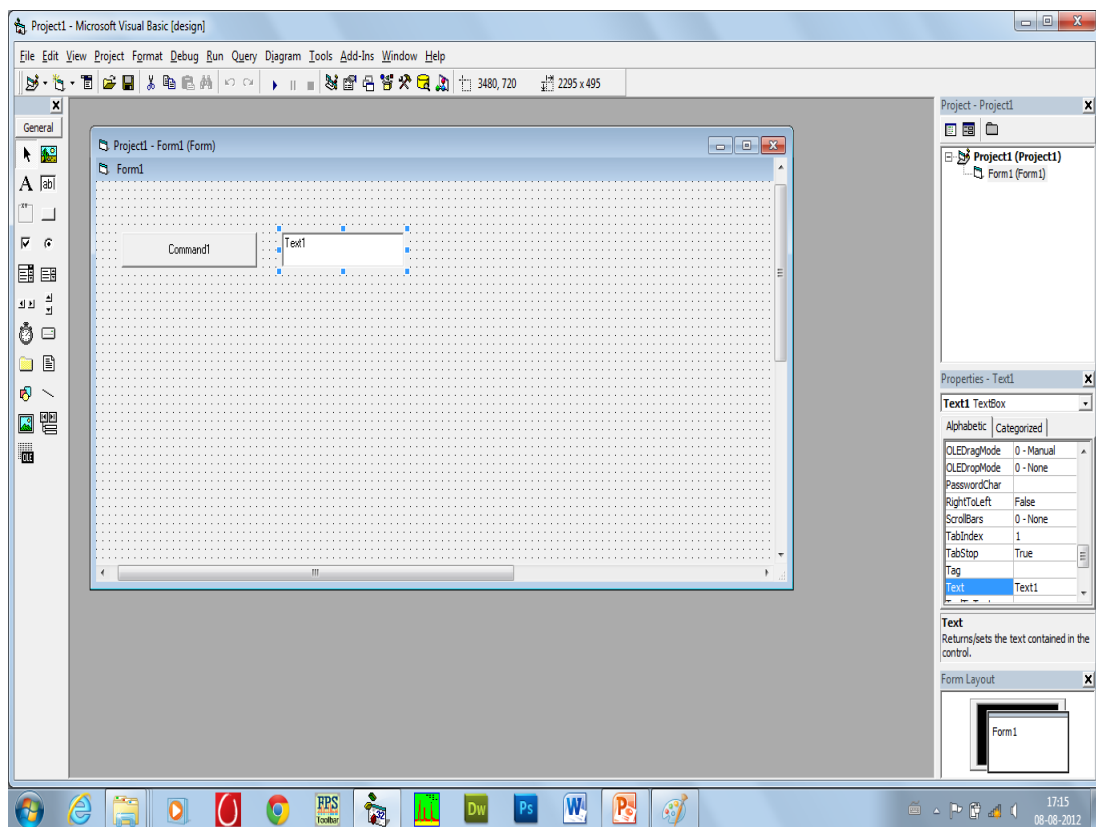 Project1 - Microsoft Visual Basic [design]
File Edit View Project Format Debug Run Query Diagram Tools Add-Ins Window Help
3480, 720 2295 x 495
General
A ab|
XY
OLE
Project1 - Form1 (Form)
Form1
Command1
Text1
Project - Project1
Project1 (Project1)
Form1 (Form1)
Properties - Text1
Text1 TextBox
Alphabetic Categorized
OLEDragMode 0 - Manual
OLEDropMode 0 - None
PasswordChar
RightToLeft False
ScrollBars 0 - None
TabIndex 1
TabStop True
Tag
Text Text1
Text
Returns/sets the text contained in the
control.
Form Layout
Form1
FPS
Toolbar
Dw Ps W P
17:15
08-08-2012